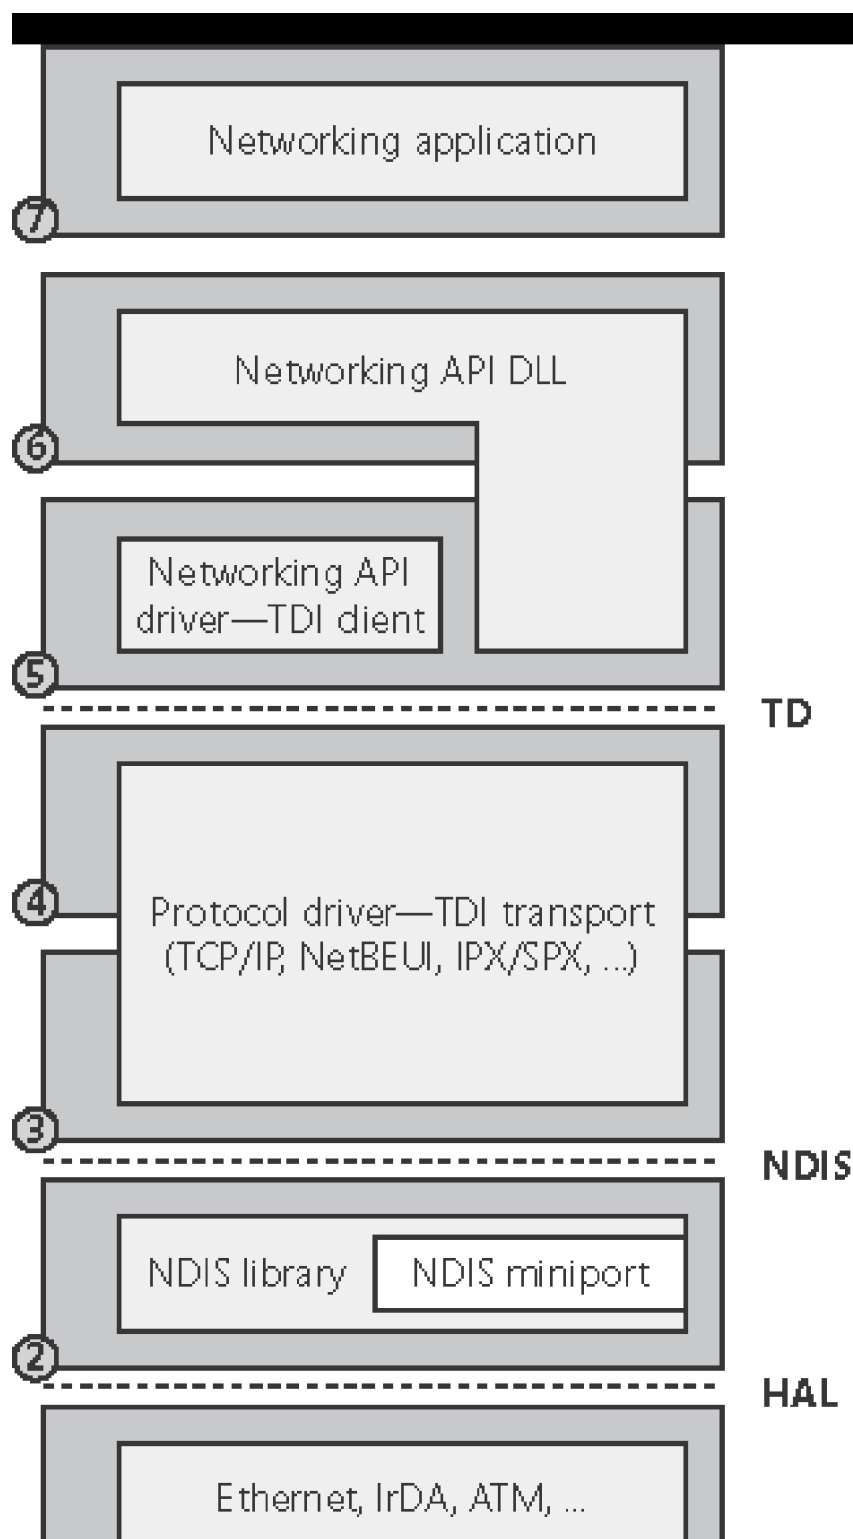 Networking application
7
Networking API DLL
6
Networking API
driver—TDI client
5
TD
Protocol driver—TDI transport
(TCP/IP, NetBEUI, IPX/SPX, ...)
4
3
NDIS
NDIS library
NDIS miniport
2
HAL
Ethernet, IrDA, ATM, ...